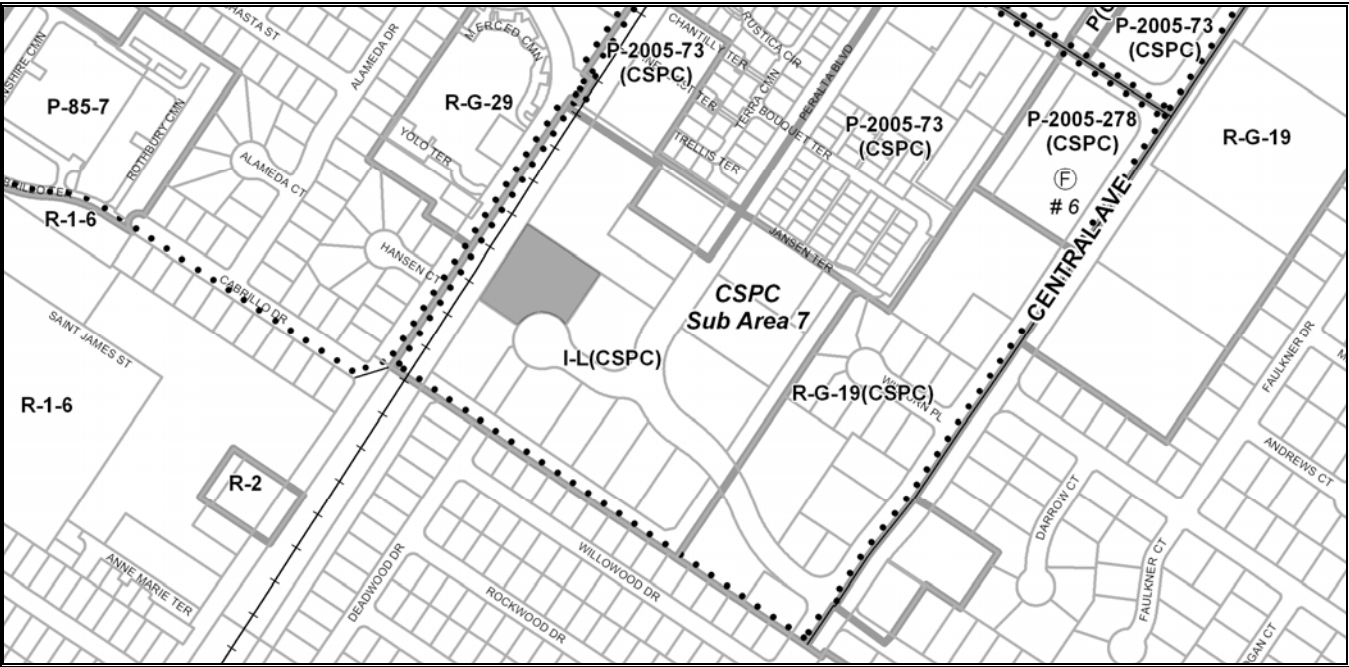 SHASTA ST
ALAMEDA DR
MERCED CMN
P-2005-73
(CSPC)
CHANTILLY TER
RUSTICA CIR
PERALTA BLVD
P-2005-73
(CSPC)
P-85-7
ROTHBURY CMN
R-G-29
TERRA CMN
BOUQUET TER
P-2005-73
(CSPC)
P-2005-278
(CSPC)
F
# 6
R-G-19
YOLO TER
TRELLIS TER
ALAMEDA CT
R-1-6
HANSEN CT
JANSEN TER
CENTRAL AVE
CABRILLO DR
CSPC
Sub Area 7
SAINT JAMES ST
I-L(CSPC)
FAULKNER DR
R-1-6
R-G-19(CSPC)
ANDREWS CT
R-2
DARROW CT
ANNE MARIE TER
DEADWOOD DR
WILLOWOOD DR
ROCKWOOD DR
FAULKNER CT